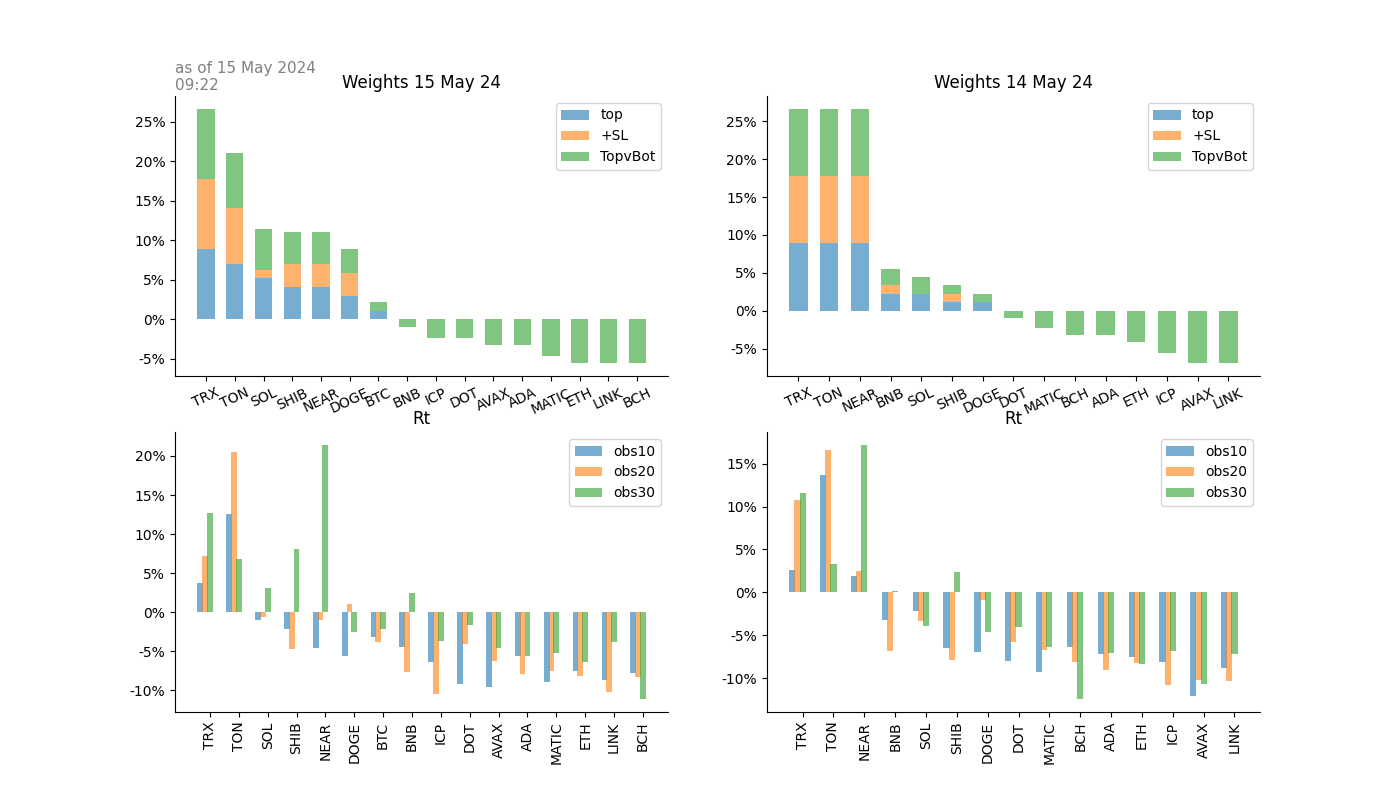 as of 15 May 2024
09:22
Weights 15 May 24
25%
20%
15%
10%
5%
0%
-5%
top
+SL
TopvBot
TRX TON SOL SHIB NEAR DOGE BTC BNB ICP DOT AVAX ADA MATIC ETH LINK BCH
Weights 14 May 24
25%
20%
15%
10%
5%
0%
-5%
top
+SL
TopvBot
TRX TON NEAR BNB SOL SHIB DOGE DOT MATIC BCH ADA ETH ICP AVAX LINK
Rt
20%
15%
10%
5%
0%
-5%
-10%
obs10
obs20
obs30
TRX TON SOL SHIB NEAR DOGE BTC BNB ICP DOT AVAX ADA MATIC ETH LINK BCH
Rt
15%
10%
5%
0%
-5%
-10%
obs10
obs20
obs30
TRX TON NEAR BNB SOL SHIB DOGE DOT MATIC BCH ADA ETH ICP AVAX LINK